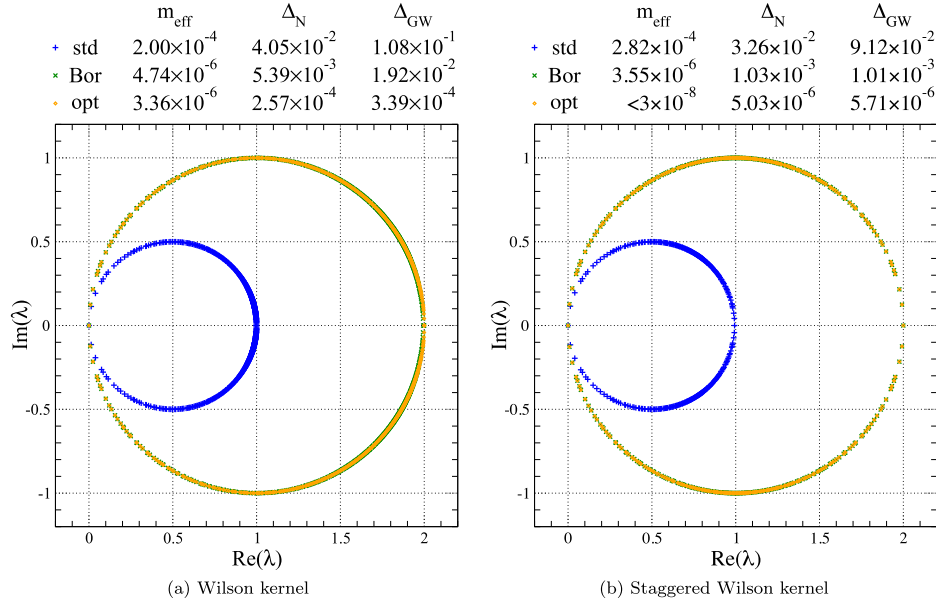 m_eff Δ_N Δ_GW
+ std 2.00×10⁻⁴ 4.05×10⁻² 1.08×10⁻¹
× Bor 4.74×10⁻⁶ 5.39×10⁻³ 1.92×10⁻²
⋄ opt 3.36×10⁻⁶ 2.57×10⁻⁴ 3.39×10⁻⁴
1
0.5
0
-0.5
-1
Im(λ)
0 0.5 1 1.5 2
Re(λ)
(a) Wilson kernel
m_eff Δ_N Δ_GW
+ std 2.82×10⁻⁴ 3.26×10⁻² 9.12×10⁻²
× Bor 3.55×10⁻⁶ 1.03×10⁻³ 1.01×10⁻³
⋄ opt <3×10⁻⁸ 5.03×10⁻⁶ 5.71×10⁻⁶
1
0.5
0
-0.5
-1
Im(λ)
0 0.5 1 1.5 2
Re(λ)
(b) Staggered Wilson kernel